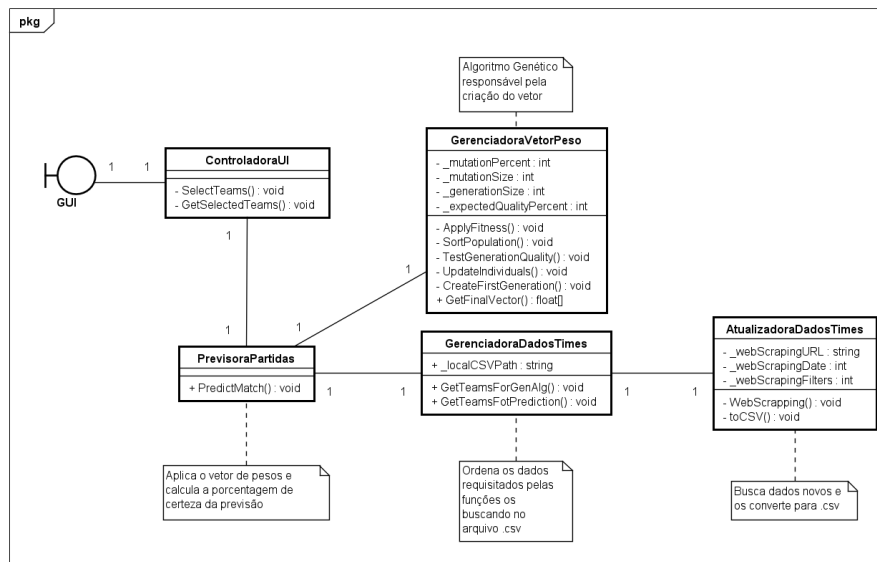 pkg
Algoritmo Genético
responsável pela
criação do vetor
GerenciadoraVetorPeso
- _mutationPercent : int
- _mutationSize : int
- _generationSize : int
- _expectedQualityPercent : int
- ApplyFitness() : void
- SortPopulation() : void
- TestGenerationQuality() : void
- UpdateIndividuals() : void
- CreateFirstGeneration() : void
+ GetFinalVector() : float[]
ControladoraUI
- SelectTeams() : void
- GetSelectedTeams() : void
GUI
1
1
1
1
1
1
PrevisoraPartidas
+ PredictMatch() : void
1
1
GerenciadoraDadosTimes
+ _localCSVPath : string
+ GetTeamsForGenAlg() : void
+ GetTeamsFotPrediction() : void
1
1
AtualizadoraDadosTimes
- _webScrapingURL : string
- _webScrapingDate : int
- _webScrapingFilters : int
- WebScrapping() : void
- toCSV() : void
Aplica o vetor de pesos e
calcula a porcentagem de
certeza da previsão
Ordena os dados
requisitados pelas
funções os
buscando no
arquivo .csv
Busca dados novos e
os converte para .csv